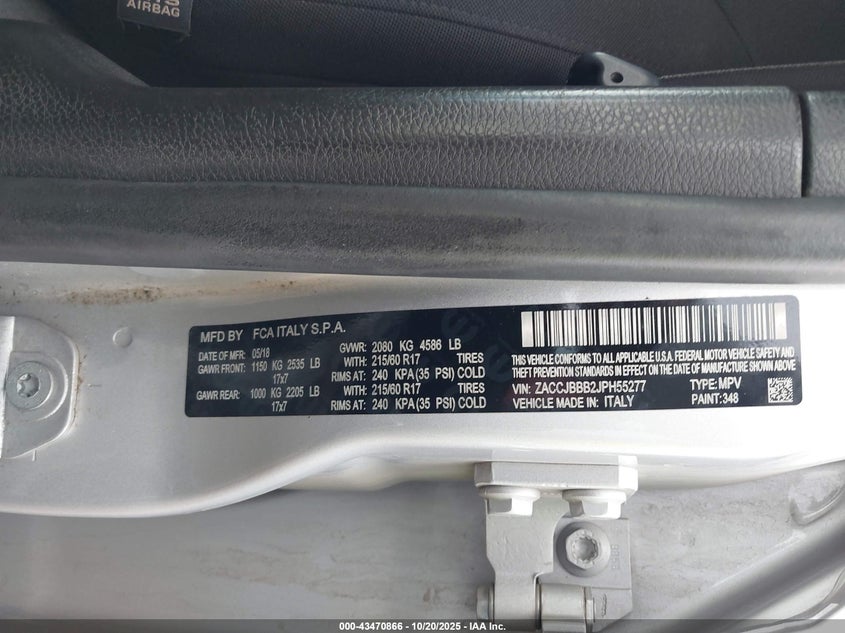 AIRBAG
MFD BY FCA ITALY S.P.A.
DATE OF MFR 05/18 GVWR: 2080 KG 4586 LB
GAWR FRONT: 1150 KG 2535 LB WITH: 215/60 R17 TIRES
17x7 RIMS AT: 240 KPA(35 PSI) COLD
GAWR REAR: 1000 KG 2205 LB WITH: 215/60 R17 TIRES
17x7 RIMS AT: 240 KPA(35 PSI) COLD
THIS VEHICLE CONFORMS TO ALL APPLICABLE U.S.A. FEDERAL MOTOR VEHICLE SAFETY AND
THEFT PREVENTION STANDARDS IN EFFECT ON THE DATE OF MANUFACTURE SHOWN ABOVE
VIN: ZACCJBBB2JPH55277 TYPE: MPV
VEHICLE MADE IN: ITALY PAINT: 348
000-43470866 - 10/20/2025 - IAA Inc.